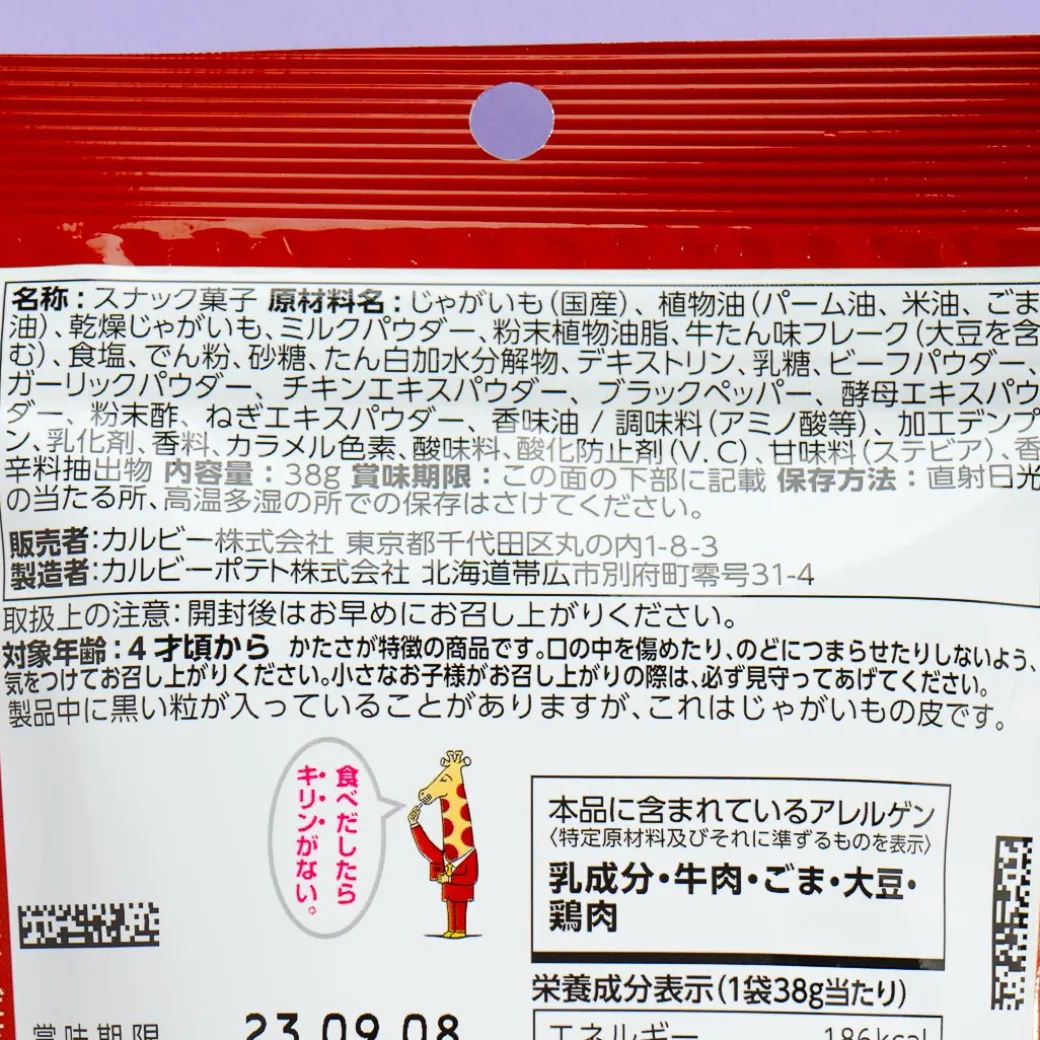 名称：スナック菓子 原材料名：じゃがいも（国産）、植物油（パーム油、米油、ごま
油）、乾燥じゃがいも、ミルクパウダー、粉末植物油脂、牛たん味フレーク（大豆を含
む）、食塩、でん粉、砂糖、たん白加水分解物、デキストリン、乳糖、ビーフパウダー、
ガーリックパウダー、チキンエキスパウダー、ブラックペッパー、酵母エキスパウ
ダー、粉末酢、ねぎエキスパウダー、香味油 / 調味料（アミノ酸等）、加工デンプ
ン、乳化剤、香料、カラメル色素、酸味料、酸化防止剤（V.C）、甘味料（ステビア）、香
辛料抽出物 内容量：38g 賞味期限：この面の下部に記載 保存方法：直射日光
の当たる所、高温多湿の所での保存はさけてください。
販売者：カルビー株式会社 東京都千代田区丸の内1-8-3
製造者：カルビーポテト株式会社 北海道帯広市別府町零号31-4
取扱上の注意：開封後はお早めにお召し上がりください。
対象年齢：4才頃から かたさが特徴の商品です。口の中を傷めたり、のどにつまらせたりしないよう、
気をつけてお召し上がりください。小さなお子様がお召し上がりの際は、必ず見守ってあげてください。
製品中に黒い粒が入っていることがありますが、これはじゃがいもの皮です。
食べだしたら
キリンがない。
本品に含まれているアレルゲン
〈特定原材料及びそれに準ずるものを表示〉
乳成分・牛肉・ごま・大豆・
鶏肉
栄養成分表示（1袋38g当たり）
エネルギー 186kcal
賞味期限 23.09.08